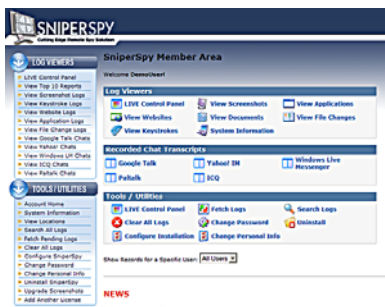 SNIPERSPY
Cutting Edge Remote Spy Solution
LOG VIEWERS
LIVE Control Panel
View Top 10 Reports
View Screenshot Logs
View Keystroke Logs
View Website Logs
View Application Logs
View File Change Logs
View Google Talk Chats
View Yahoo! Chats
View Windows LM Chats
View ICQ Chats
View Paltalk Chats
TOOLS / UTILITIES
Account Home
System Information
View Locations
Search All Logs
Fetch Pending Logs
Clear All Logs
Configure SniperSpy
Change Password
Change Personal Info
Uninstall SniperSpy
Upgrade Screenshots
Add Another License
SniperSpy Member Area
Welcome DemoUser!
Log Viewers
LIVE Control Panel
View Screenshots
View Applications
View Websites
View Documents
View File Changes
View Keystrokes
System Information
Recorded Chat Transcripts
Google Talk
Yahoo! IM
Windows Live Messenger
Paltalk
ICQ
Tools / Utilities
LIVE Control Panel
Fetch Logs
Search Logs
Clear All Logs
Change Password
Uninstall
Configure Installation
Change Personal Info
Show Records for a Specific User: All Users
NEWS